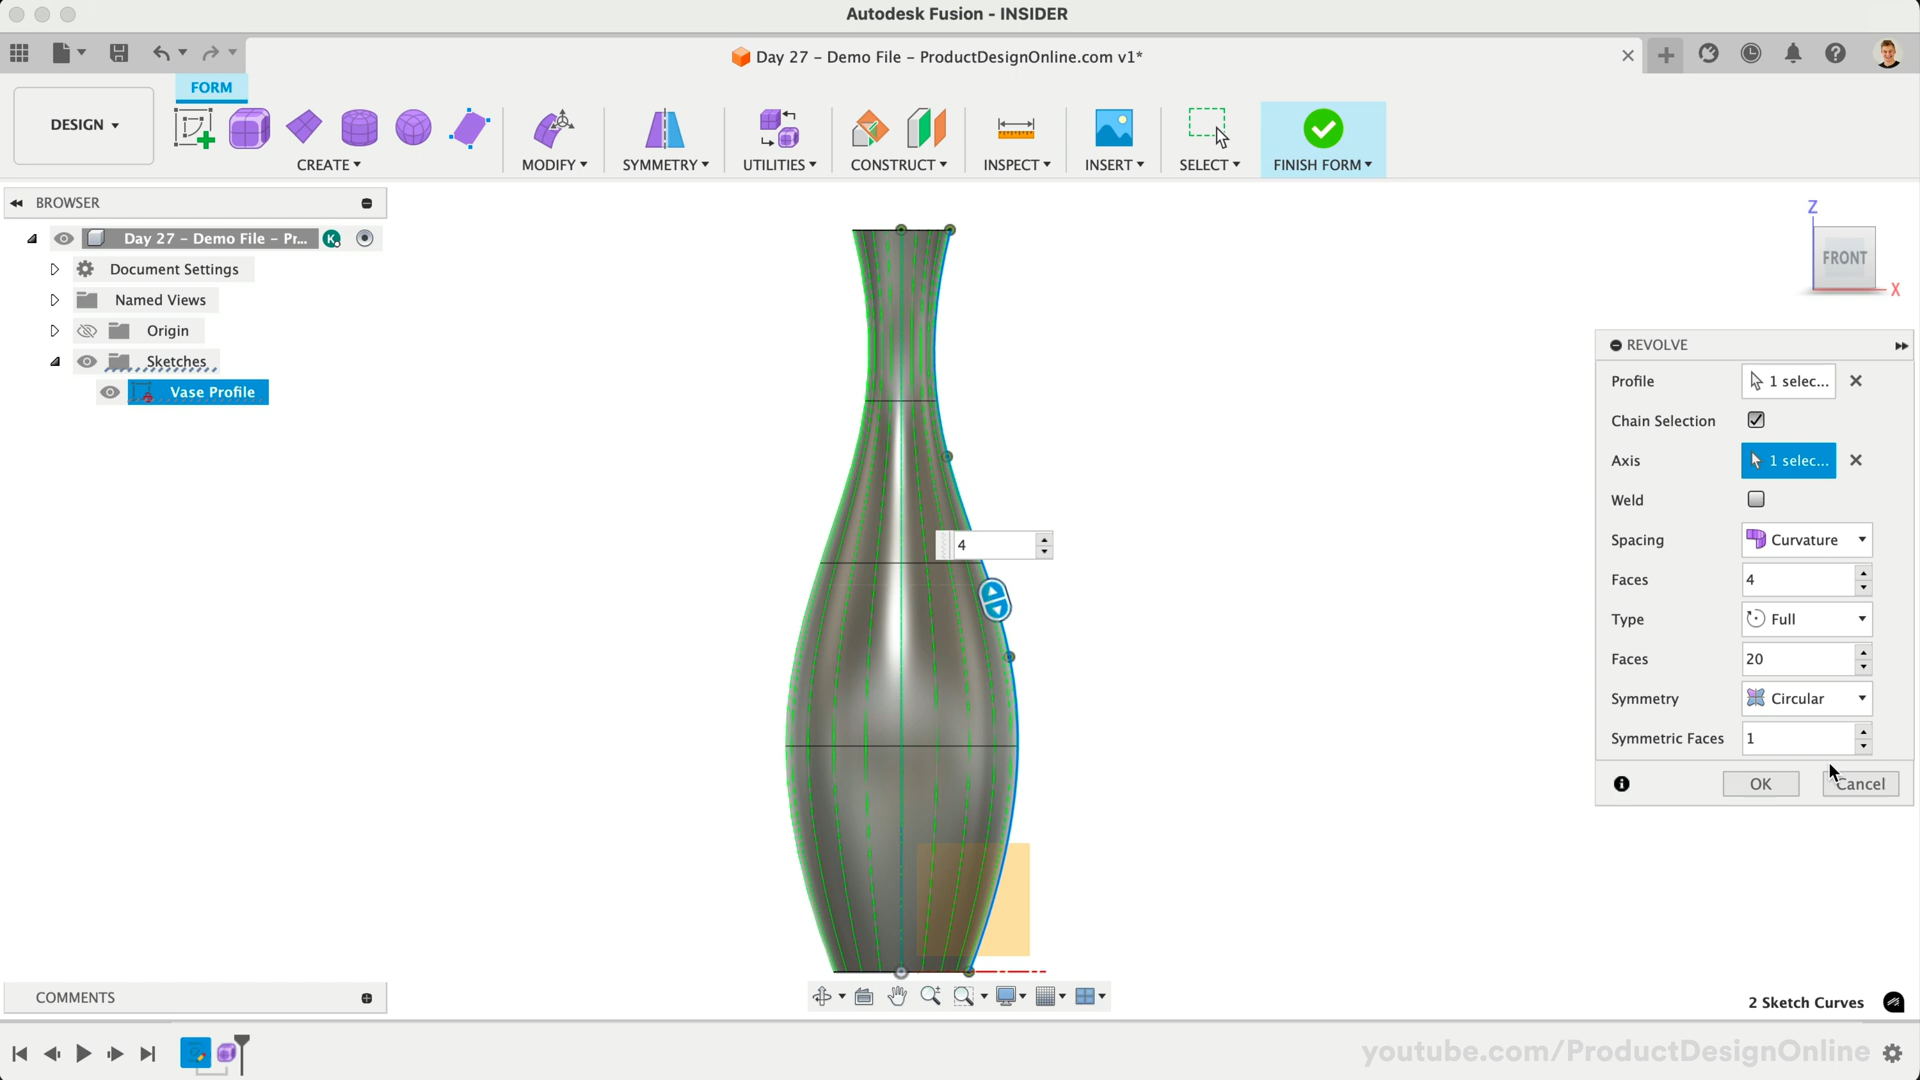 Autodesk Fusion - INSIDER
Day 27 – Demo File – ProductDesignOnline.com v1*
FORM
DESIGN
CREATE
MODIFY
SYMMETRY
UTILITIES
CONSTRUCT
INSPECT
INSERT
SELECT
FINISH FORM
BROWSER
Day 27 – Demo File – Pr...
K
Document Settings
Named Views
Origin
Sketches
Vase Profile
Z
FRONT
X
4
REVOLVE
Profile
1 selec...
Chain Selection
Axis
1 selec...
Weld
Spacing
Curvature
Faces
4
Type
Full
Faces
20
Symmetry
Circular
Symmetric Faces
1
OK
Cancel
COMMENTS
2 Sketch Curves
youtube.com/ProductDesignOnline